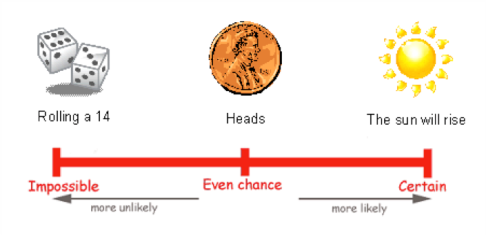 Rolling a 14
Heads
The sun will rise
Impossible
Even chance
Certain
more unlikely
more likely